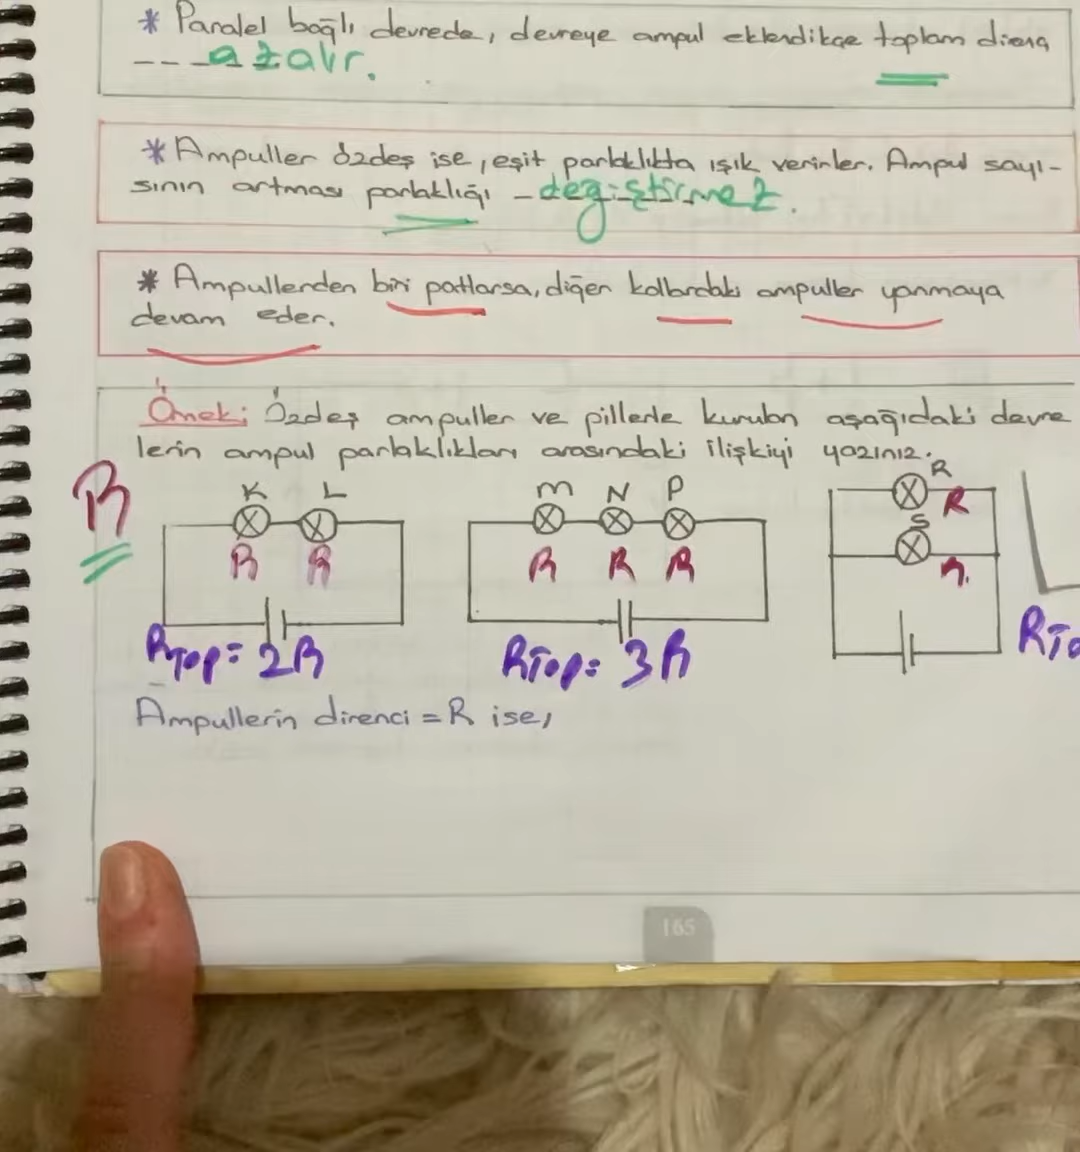 * Paralel bağlı devrede, devreye ampul eklendikçe toplam
--- azalır.
* Ampuller özdeş ise, eşit parlaklıkta ışık verirler. Ampul sayı-
sının artması parlaklığı - değiştirmez.
* Ampullerden biri patlarsa, diğer kollardaki ampuller yanmaya
devam eder.
Örnek: Özdeş ampuller ve pillerle kurulan aşağıdaki devre
lerin ampul parlaklıkları arasındaki ilişkiyi yazınız.
R
K L
R R
RTop = 2R
M N P
R R R
RTop = 3R
R
R
S
R
Ampullerin direnci = R ise,
165